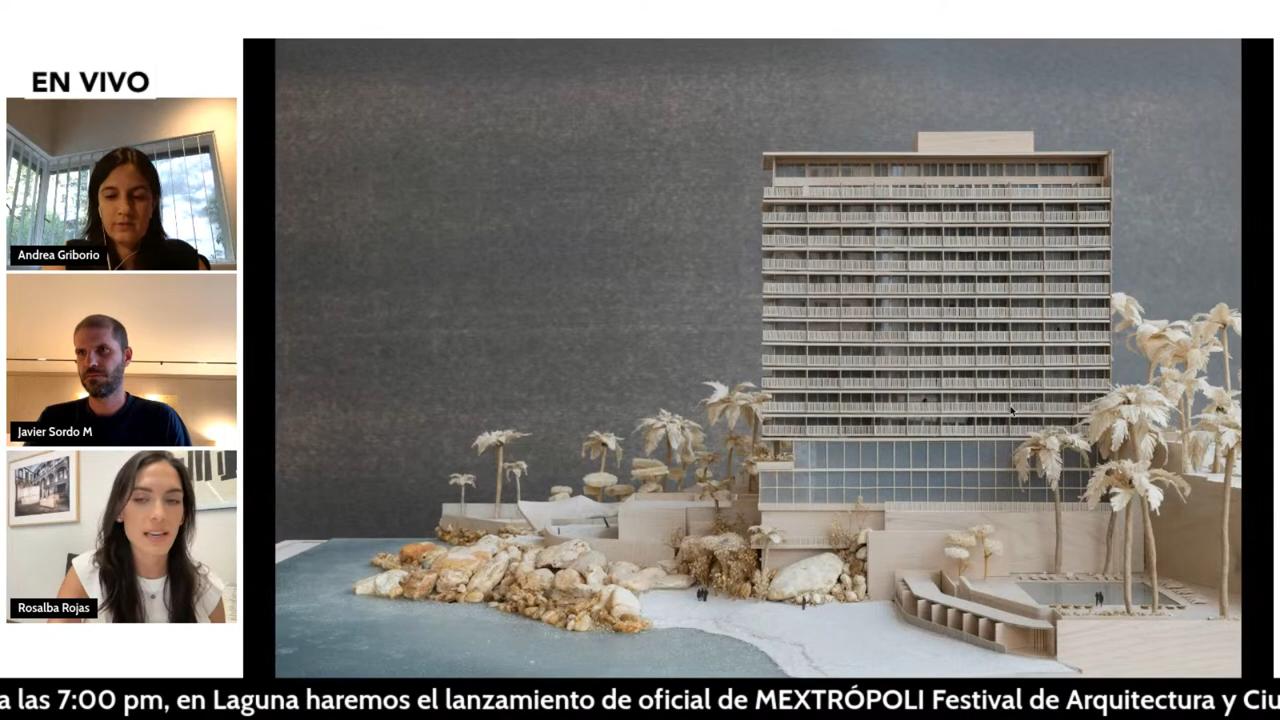 EN VIVO
Andrea Griborio
Javier Sordo M
Rosalba Rojas
a las 7:00 pm, en Laguna haremos el lanzamiento de oficial de MEXTRÓPOLI Festival de Arquitectura y Ciu